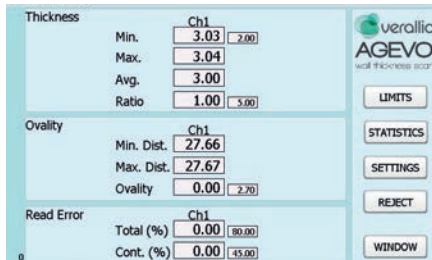 Thickness
Ch1
Min. 3.03 2.00
Max. 3.04
Avg. 3.00
Ratio 1.00 5.00
Ovality
Ch1
Min. Dist. 27.66
Max. Dist. 27.67
Ovality 0.00 2.70
Read Error
Ch1
Total (%) 0.00 80.00
Cont. (%) 0.00 45.00
0
verallia
AGEVO
wall thickness scan
LIMITS
STATISTICS
SETTINGS
REJECT
WINDOW